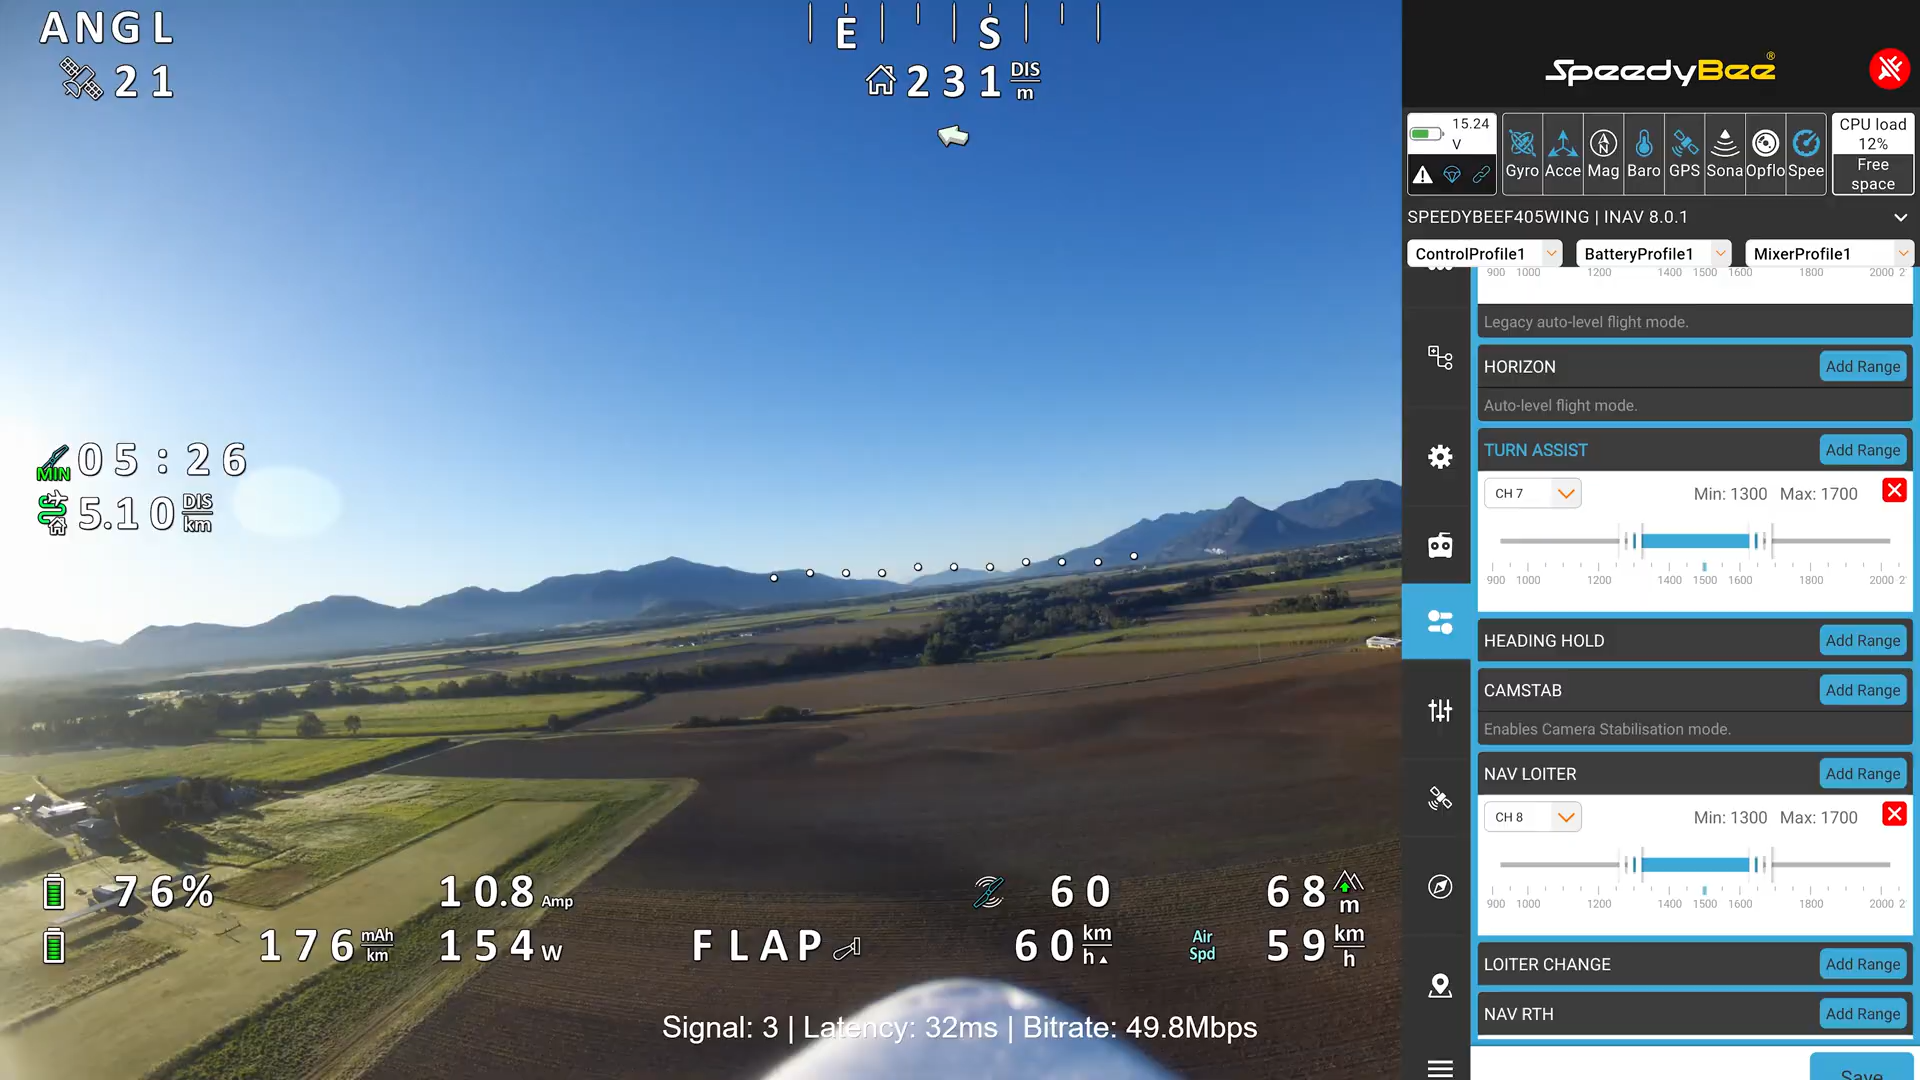 ANGL
21
E S
231 DIS m
MIN 05:26
5.10 DIS km
76%
10.8 Amp
176 mAh km
154 W
FLAP
60
60 km h
68 m
Air Spd 59 km h
Signal: 3 | Latency: 32ms | Bitrate: 49.8Mbps
SpeedyBee®
15.24 V
Gyro Acce Mag Baro GPS Sona Opflo Spee
CPU load
12%
Free space
SPEEDYBEEF405WING | INAV 8.0.1
ControlProfile1 BatteryProfile1 MixerProfile1
900 1000 1200 1400 1500 1600 1800 2000 2
Legacy auto-level flight mode.
HORIZON Add Range
Auto-level flight mode.
TURN ASSIST Add Range
CH 7 Min: 1300 Max: 1700
900 1000 1200 1400 1500 1600 1800 2000 2
HEADING HOLD Add Range
CAMSTAB Add Range
Enables Camera Stabilisation mode.
NAV LOITER Add Range
CH 8 Min: 1300 Max: 1700
900 1000 1200 1400 1500 1600 1800 2000 2
LOITER CHANGE Add Range
NAV RTH Add Range
Save